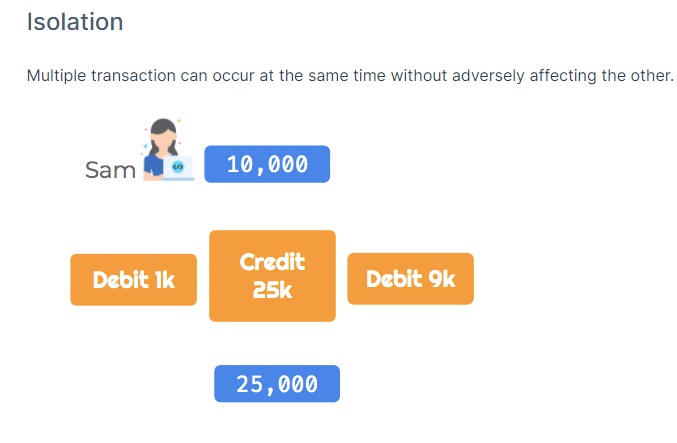 Isolation
Multiple transaction can occur at the same time without adversely affecting the other.
Sam
10,000
Debit 1k
Credit
25k
Debit 9k
25,000